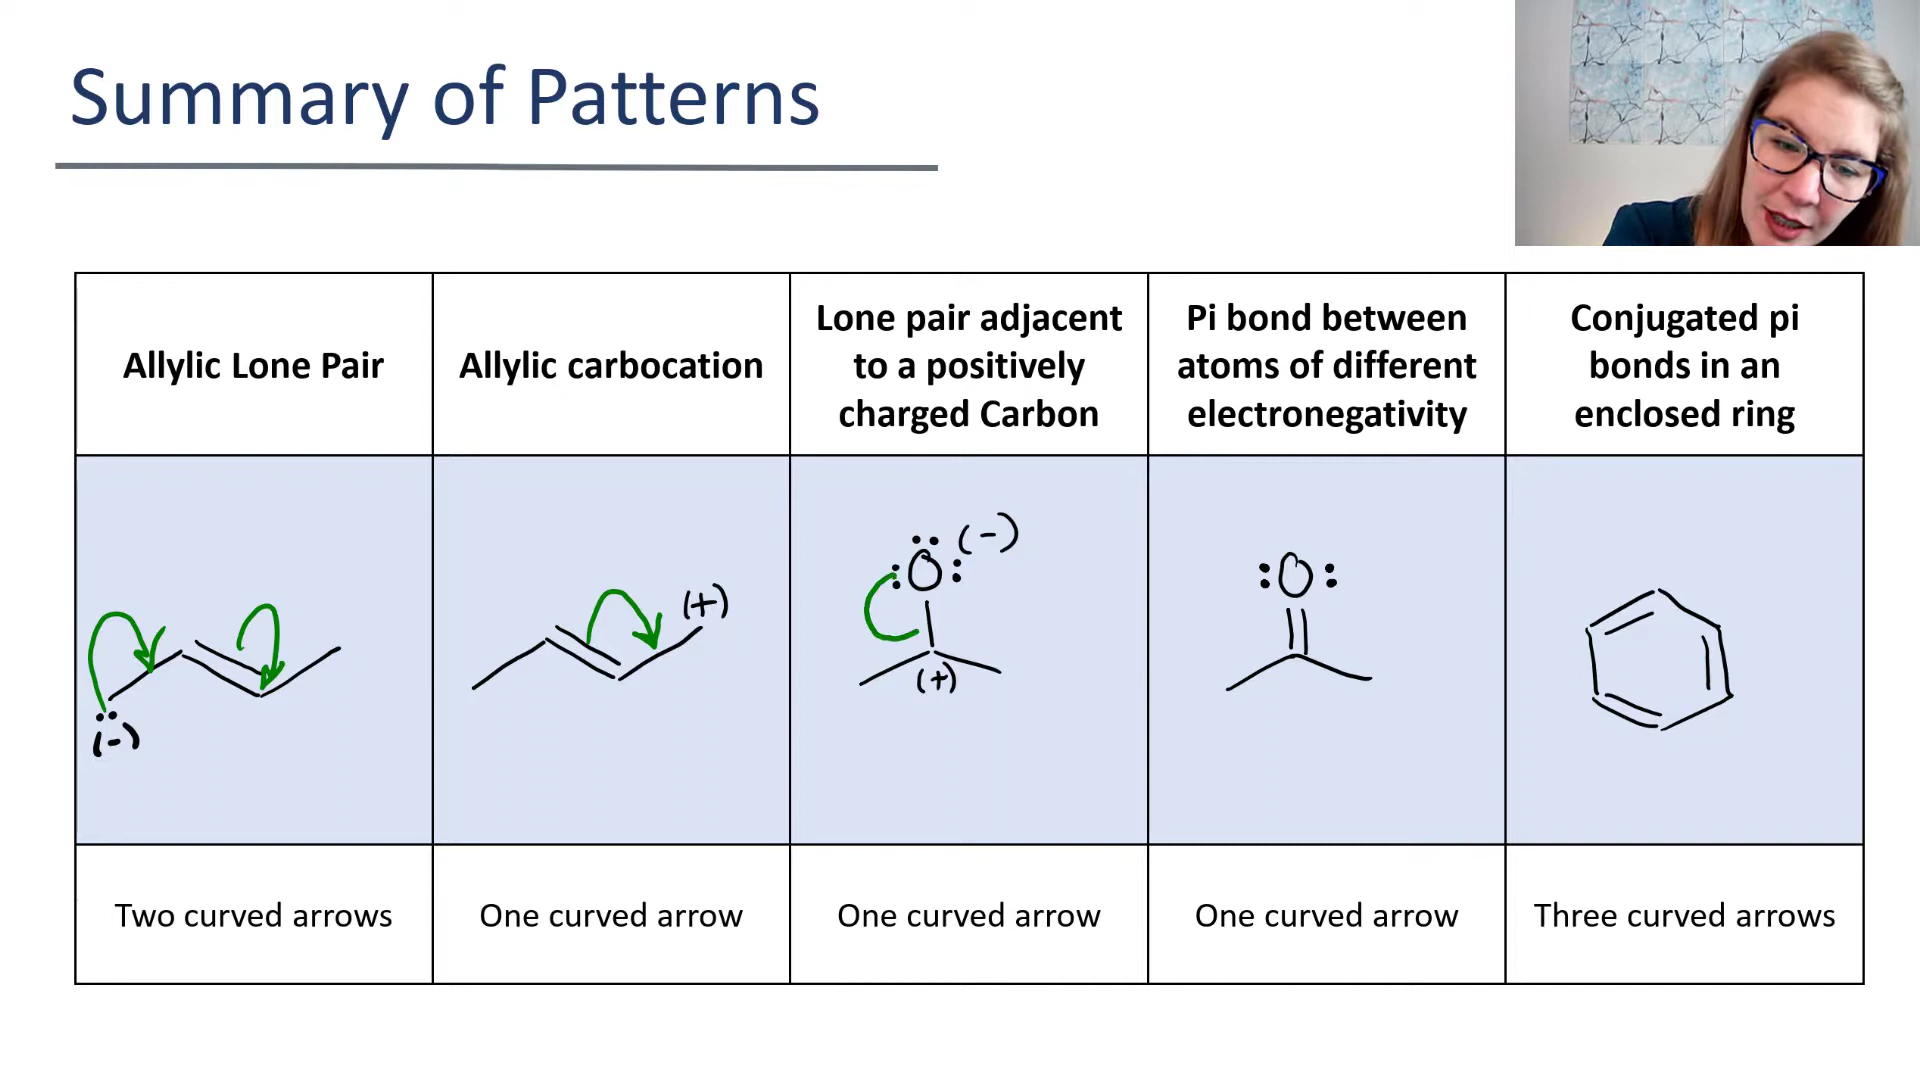 Summary of Patterns
Allylic Lone Pair
Allylic carbocation
Lone pair adjacent
to a positively
charged Carbon
Pi bond between
atoms of different
electronegativity
Conjugated pi
bonds in an
enclosed ring
(-)
(+)
:O: (-)
(+)
:O:
Two curved arrows
One curved arrow
One curved arrow
One curved arrow
Three curved arrows